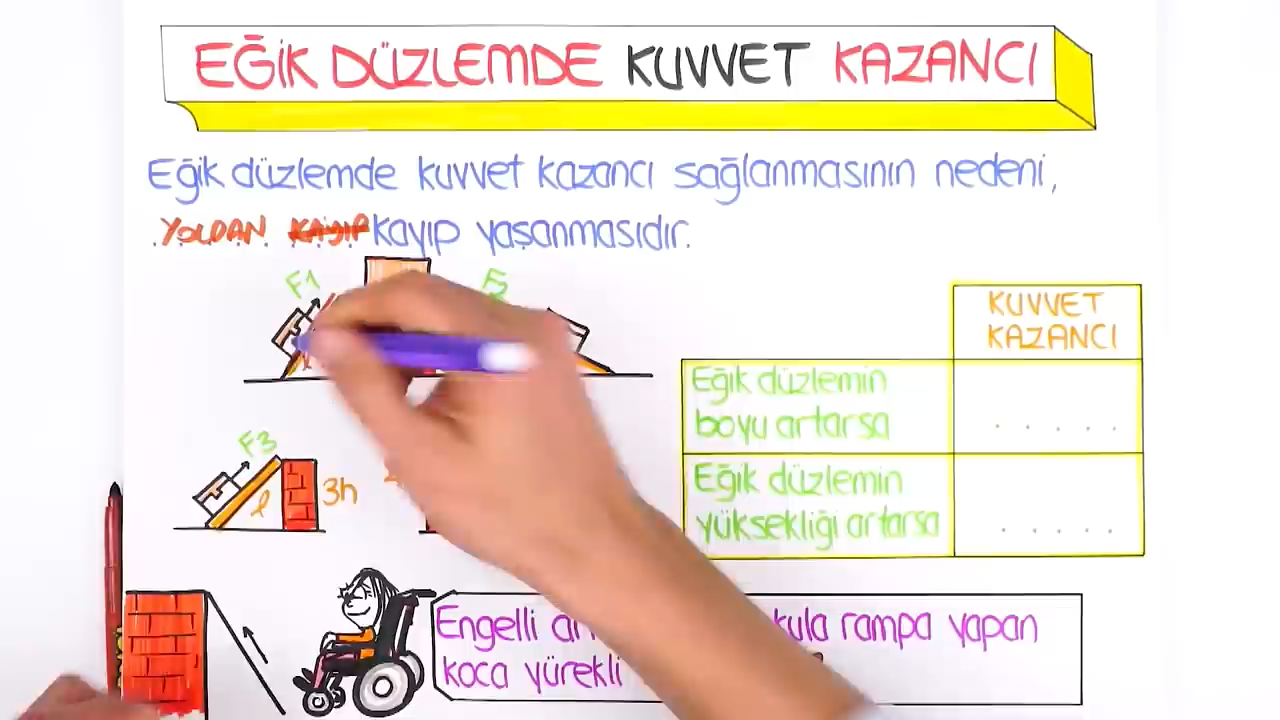 EĞİK DÜZLEMDE KUVVET KAZANCI
Eğik düzlemde kuvvet kazancı sağlanmasının nedeni,
YOLDAN kayıp yaşanmasıdır.
F1
F2
KUVVET
KAZANCI
Eğik düzlemin
boyu artarsa
. . . . .
Eğik düzlemin
yüksekliği artarsa
. . . . .
F3
l
3h
Engelli
kula rampa yapan
koca yürekli